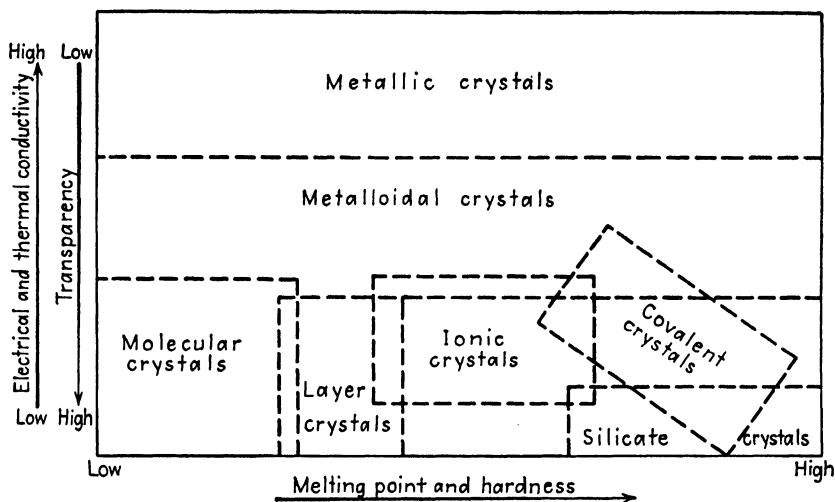 High Low
Electrical and thermal conductivity
Transparency
Low High
Metallic crystals
Metalloidal crystals
Molecular
crystals
Layer
crystals
Ionic
crystals
Covalent
crystals
Silicate crystals
Low High
Melting point and hardness